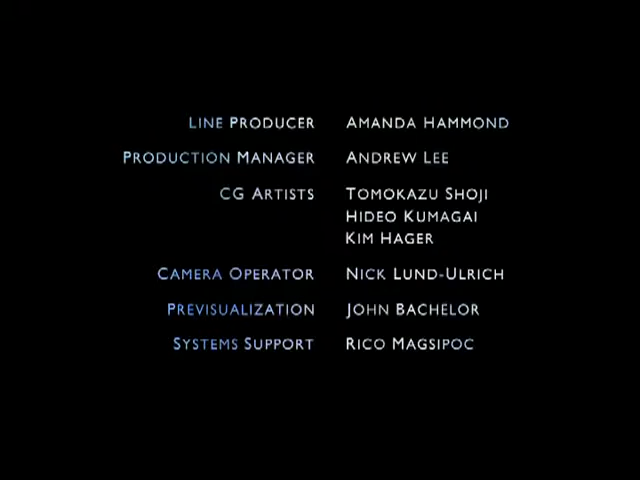 LINE PRODUCER AMANDA HAMMOND
PRODUCTION MANAGER ANDREW LEE
CG ARTISTS TOMOKAZU SHOJI
HIDEO KUMAGAI
KIM HAGER
CAMERA OPERATOR NICK LUND-ULRICH
PREVISUALIZATION JOHN BACHELOR
SYSTEMS SUPPORT RICO MAGSIPOC